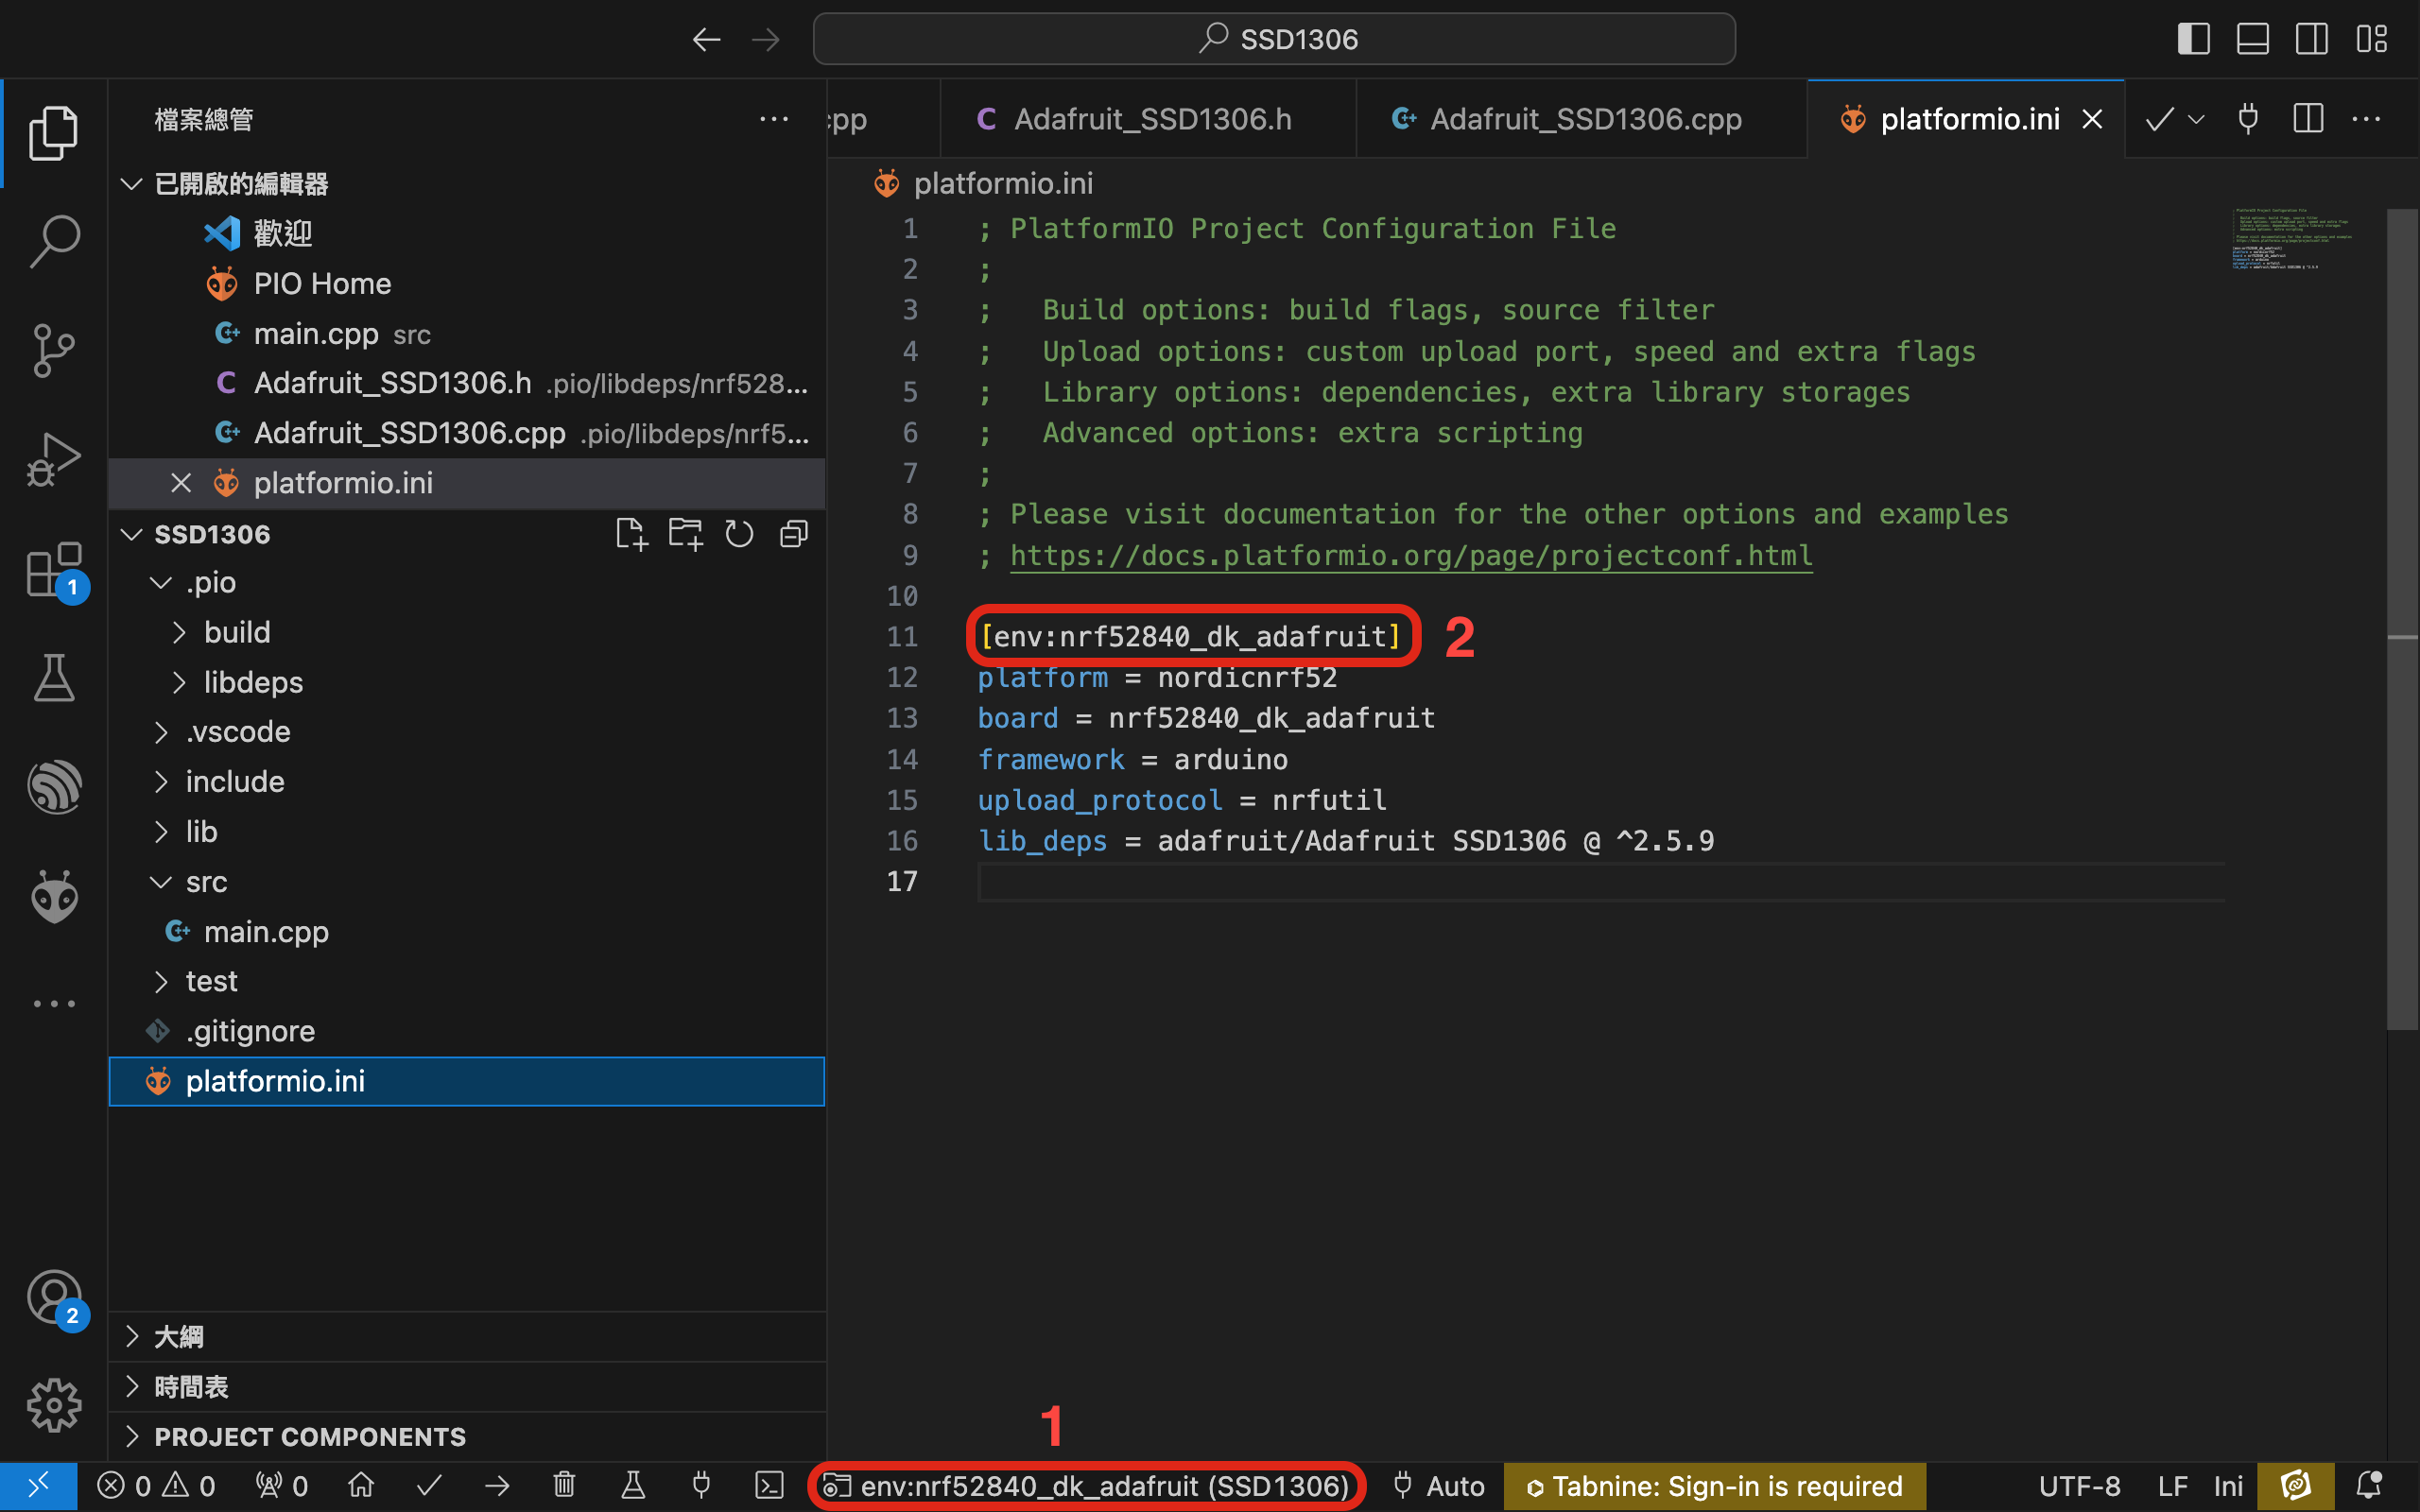 SSD1306
檔案總管
已開啟的編輯器
歡迎
PIO Home
main.cpp src
Adafruit_SSD1306.h .pio/libdeps/nrf528...
Adafruit_SSD1306.cpp .pio/libdeps/nrf5...
platformio.ini
SSD1306
.pio
build
libdeps
.vscode
include
lib
src
main.cpp
test
.gitignore
platformio.ini
大綱
時間表
PROJECT COMPONENTS
1
2
cpp
Adafruit_SSD1306.h
Adafruit_SSD1306.cpp
platformio.ini
platformio.ini
1 ; PlatformIO Project Configuration File
2 ;
3 ;   Build options: build flags, source filter
4 ;   Upload options: custom upload port, speed and extra flags
5 ;   Library options: dependencies, extra library storages
6 ;   Advanced options: extra scripting
7 ;
8 ; Please visit documentation for the other options and examples
9 ; https://docs.platformio.org/page/projectconf.html
10
11 [env:nrf52840_dk_adafruit] 2
12 platform = nordicnrf52
13 board = nrf52840_dk_adafruit
14 framework = arduino
15 upload_protocol = nrfutil
16 lib_deps = adafruit/Adafruit SSD1306 @ ^2.5.9
17
1
0 0 0 env:nrf52840_dk_adafruit (SSD1306) Auto Tabnine: Sign-in is required UTF-8 LF Ini